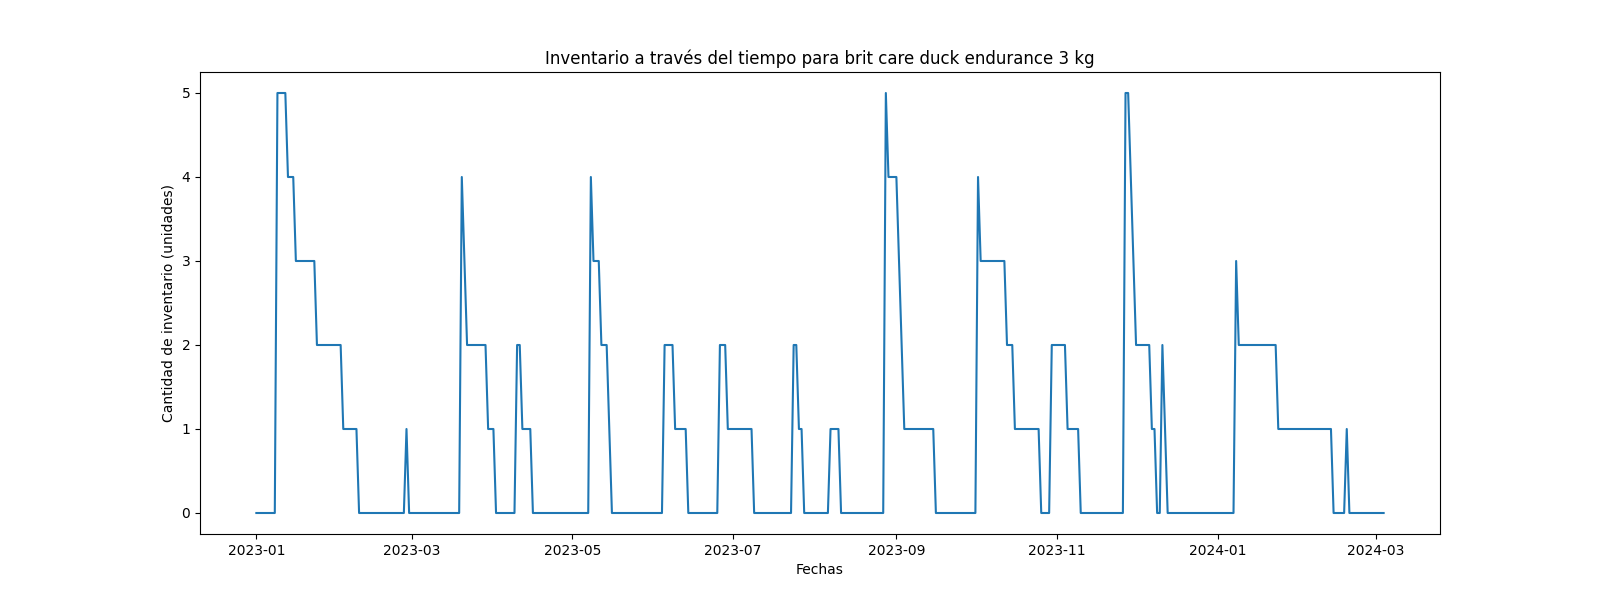 Inventario a través del tiempo para brit care duck endurance 3 kg
Cantidad de inventario (unidades)
5
4
3
2
1
0
2023-01 2023-03 2023-05 2023-07 2023-09 2023-11 2024-01 2024-03
Fechas